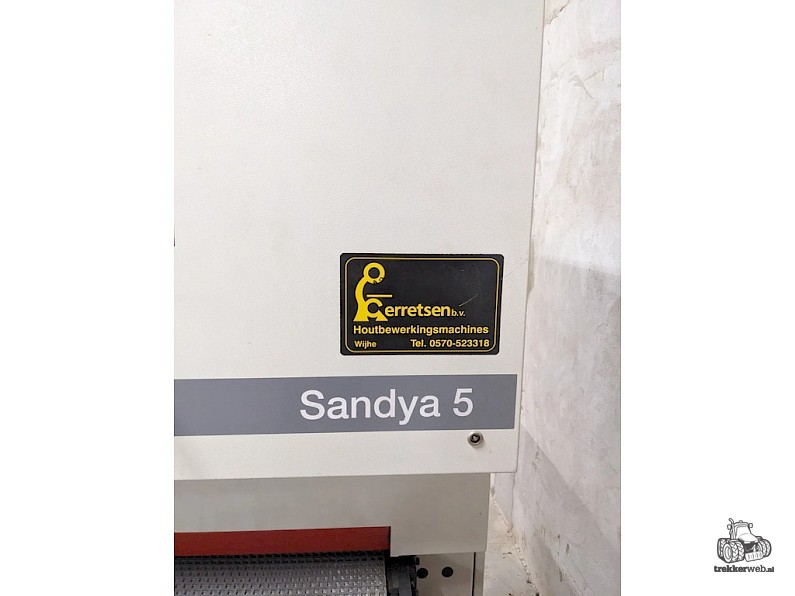 Gerretsen b.v.
Houtbewerkingsmachines
Wijhe Tel. 0570-523318
Sandya 5
trekkerweb.nl